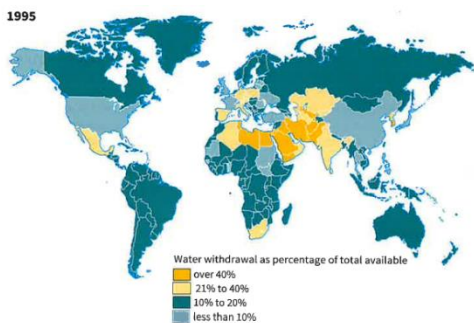 1995
Water withdrawal as percentage of total available
over 40%
21% to 40%
10% to 20%
less than 10%